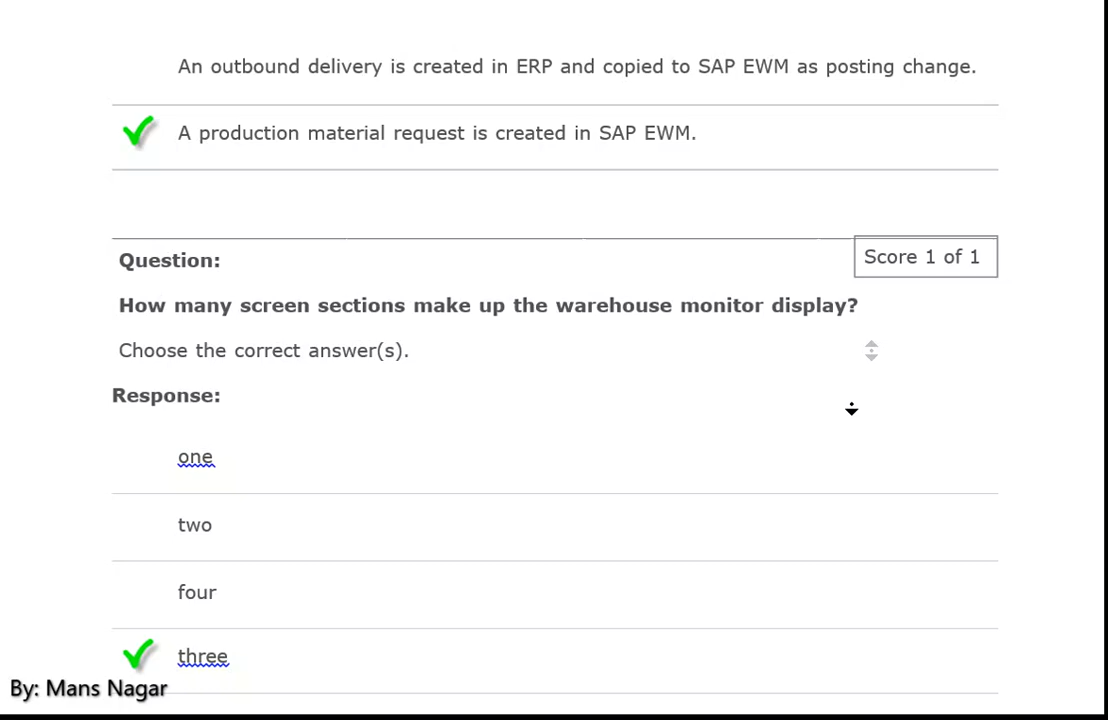 An outbound delivery is created in ERP and copied to SAP EWM as posting change.
A production material request is created in SAP EWM.
Score 1 of 1
Question:
How many screen sections make up the warehouse monitor display?
Choose the correct answer(s).
Response:
one
two
four
three
By: Mans Nagar